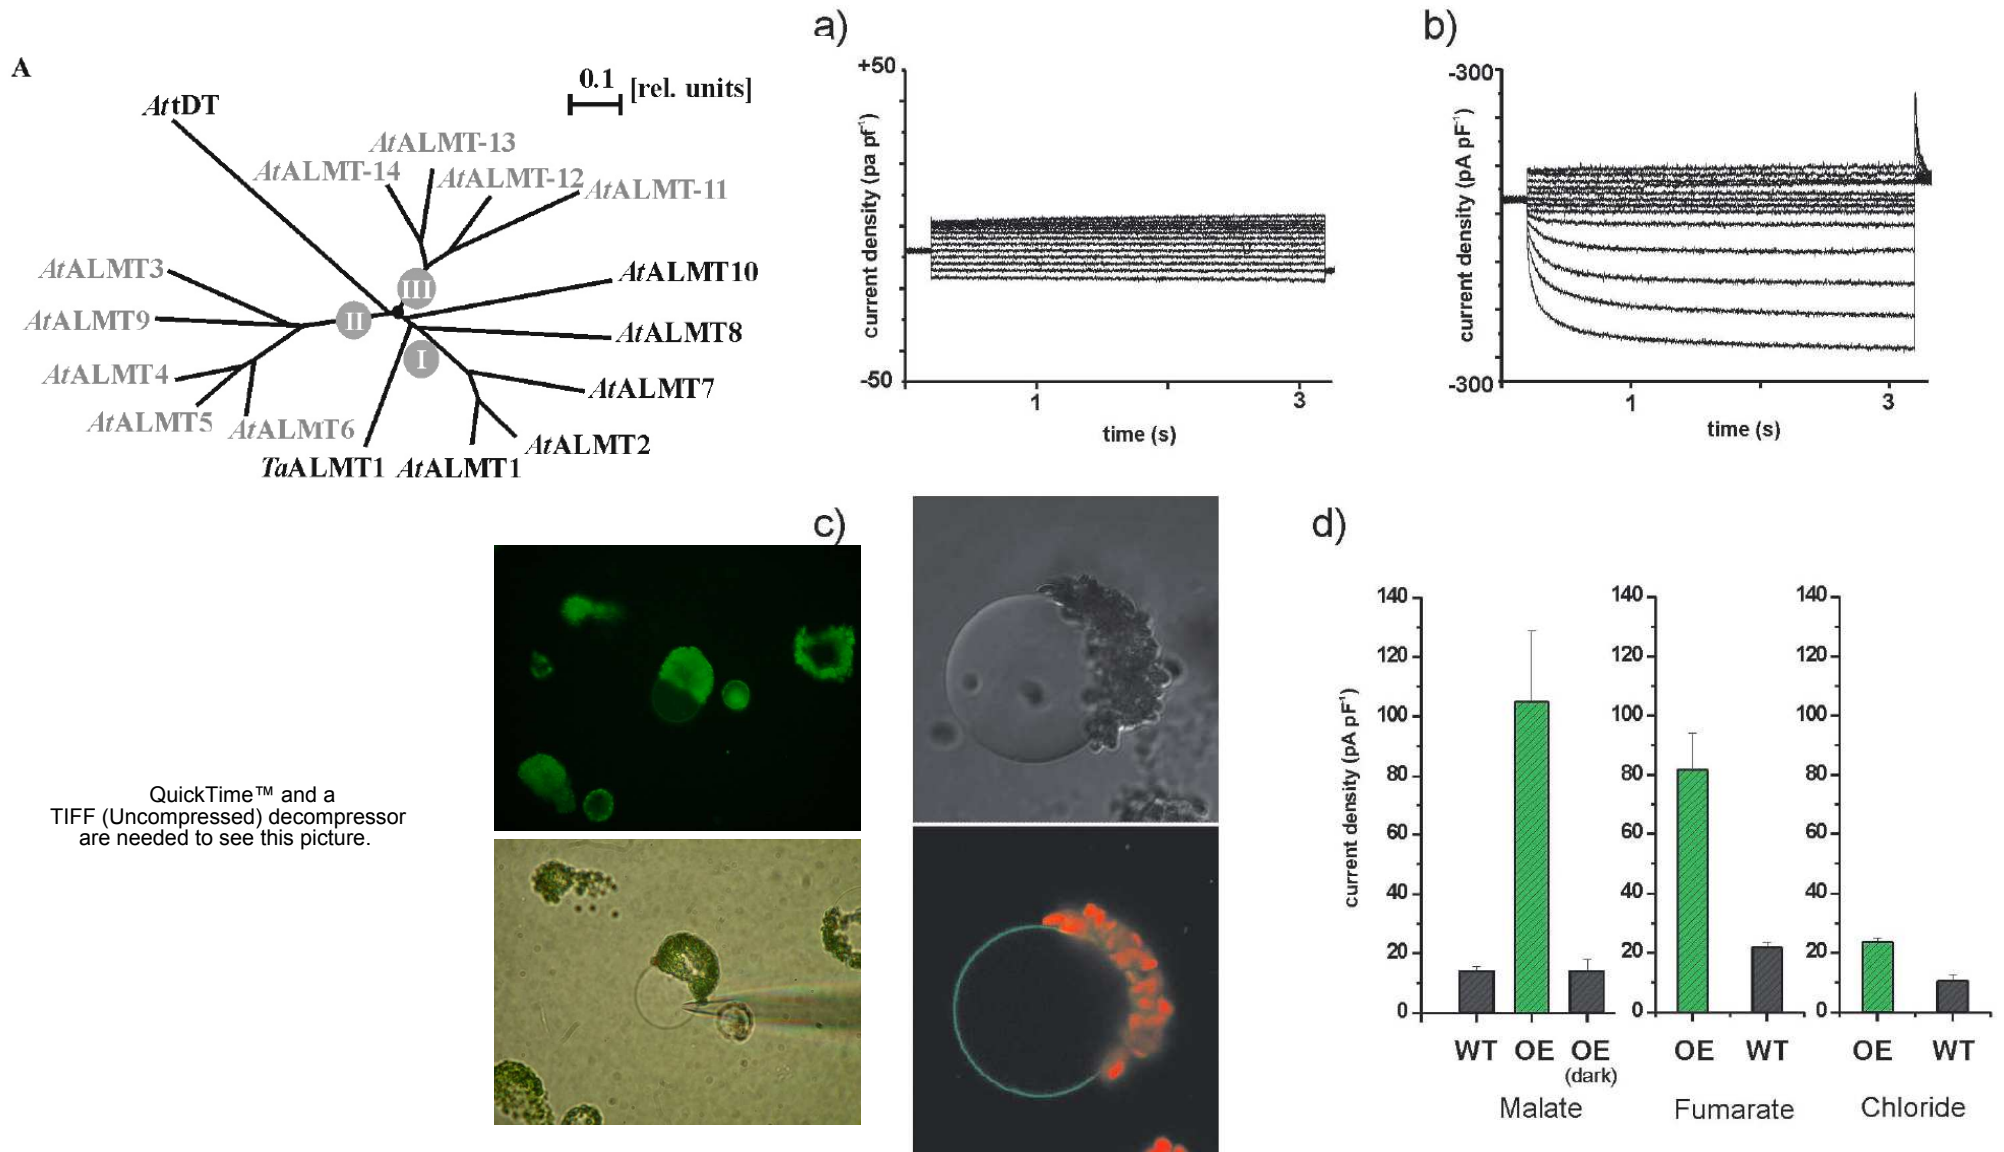 A
0.1 [rel. units]
AttDT
AtALMT-13
AtALMT-14
AtALMT-12
AtALMT-11
AtALMT3
AtALMT10
AtALMT9
AtALMT8
AtALMT4
AtALMT7
AtALMT5
AtALMT6
AtALMT2
TaALMT1
AtALMT1
III
II
I
a)
+50
-50
current density (pa pf⁻¹)
1
3
time (s)
b)
-300
-300
current density (pA pF⁻¹)
1
3
time (s)
QuickTime™ and a
TIFF (Uncompressed) decompressor
are needed to see this picture.
c)
d)
current density (pA pF⁻¹)
140
120
100
80
60
40
20
0
WT OE OE
(dark)
Malate
140
120
100
80
60
40
20
0
OE WT
Fumarate
140
120
100
80
60
40
20
0
OE WT
Chloride